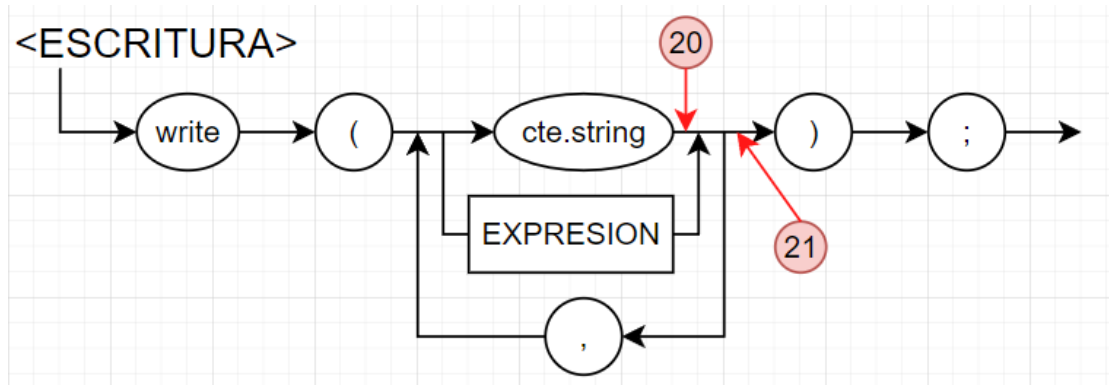 <ESCRITURA>
20
write ( cte.string ) ;
EXPRESION
21
,